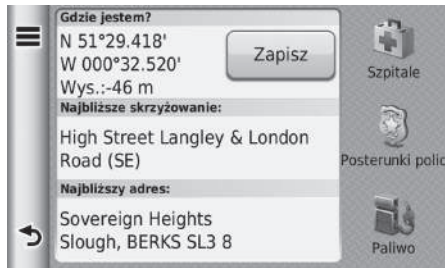 Gdzie jestem?
N 51°29.418'
W 000°32.520'
Wys.:-46 m
Zapisz
Najbliższe skrzyżowanie:
High Street Langley & London
Road (SE)
Najbliższy adres:
Sovereign Heights
Slough, BERKS SL3 8
Szpitale
Posterunki polic
Paliwo